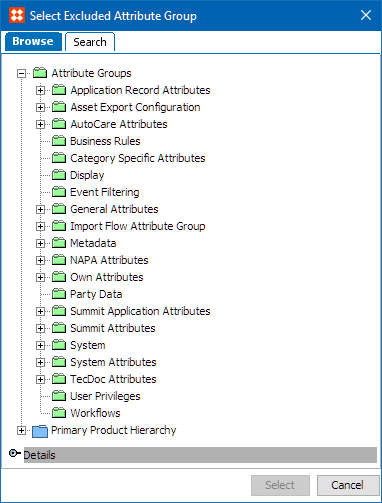 Select Excluded Attribute Group
Browse Search
Attribute Groups
Application Record Attributes
Asset Export Configuration
AutoCare Attributes
Business Rules
Category Specific Attributes
Display
Event Filtering
General Attributes
Import Flow Attribute Group
Metadata
NAPA Attributes
Own Attributes
Party Data
Summit Application Attributes
Summit Attributes
System
System Attributes
TecDoc Attributes
User Privileges
Workflows
Primary Product Hierarchy
Details
Select Cancel